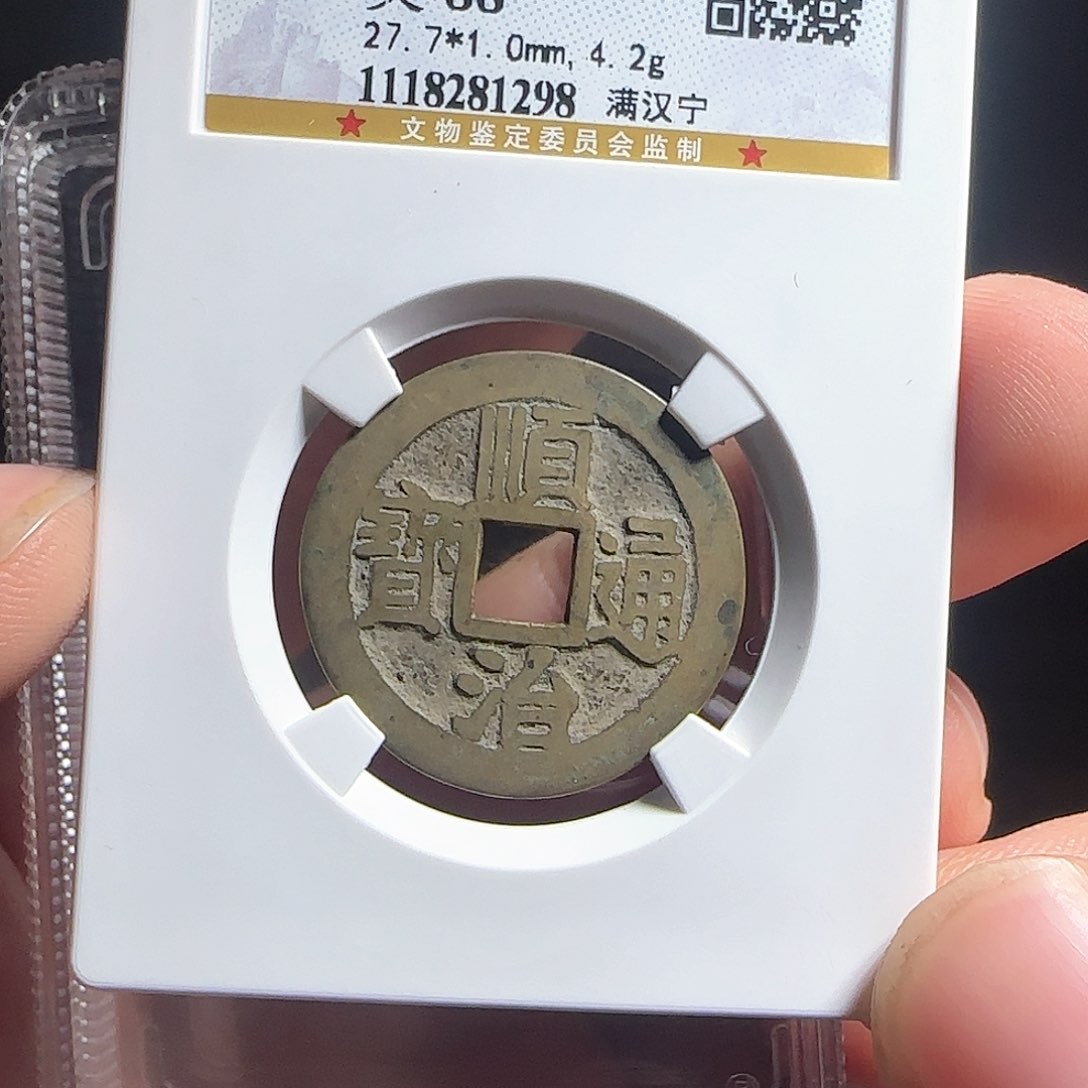 27.7*1.0mm, 4.2g
1118281298 满汉宁
文物鉴定委员会监制
順
寶 通
治